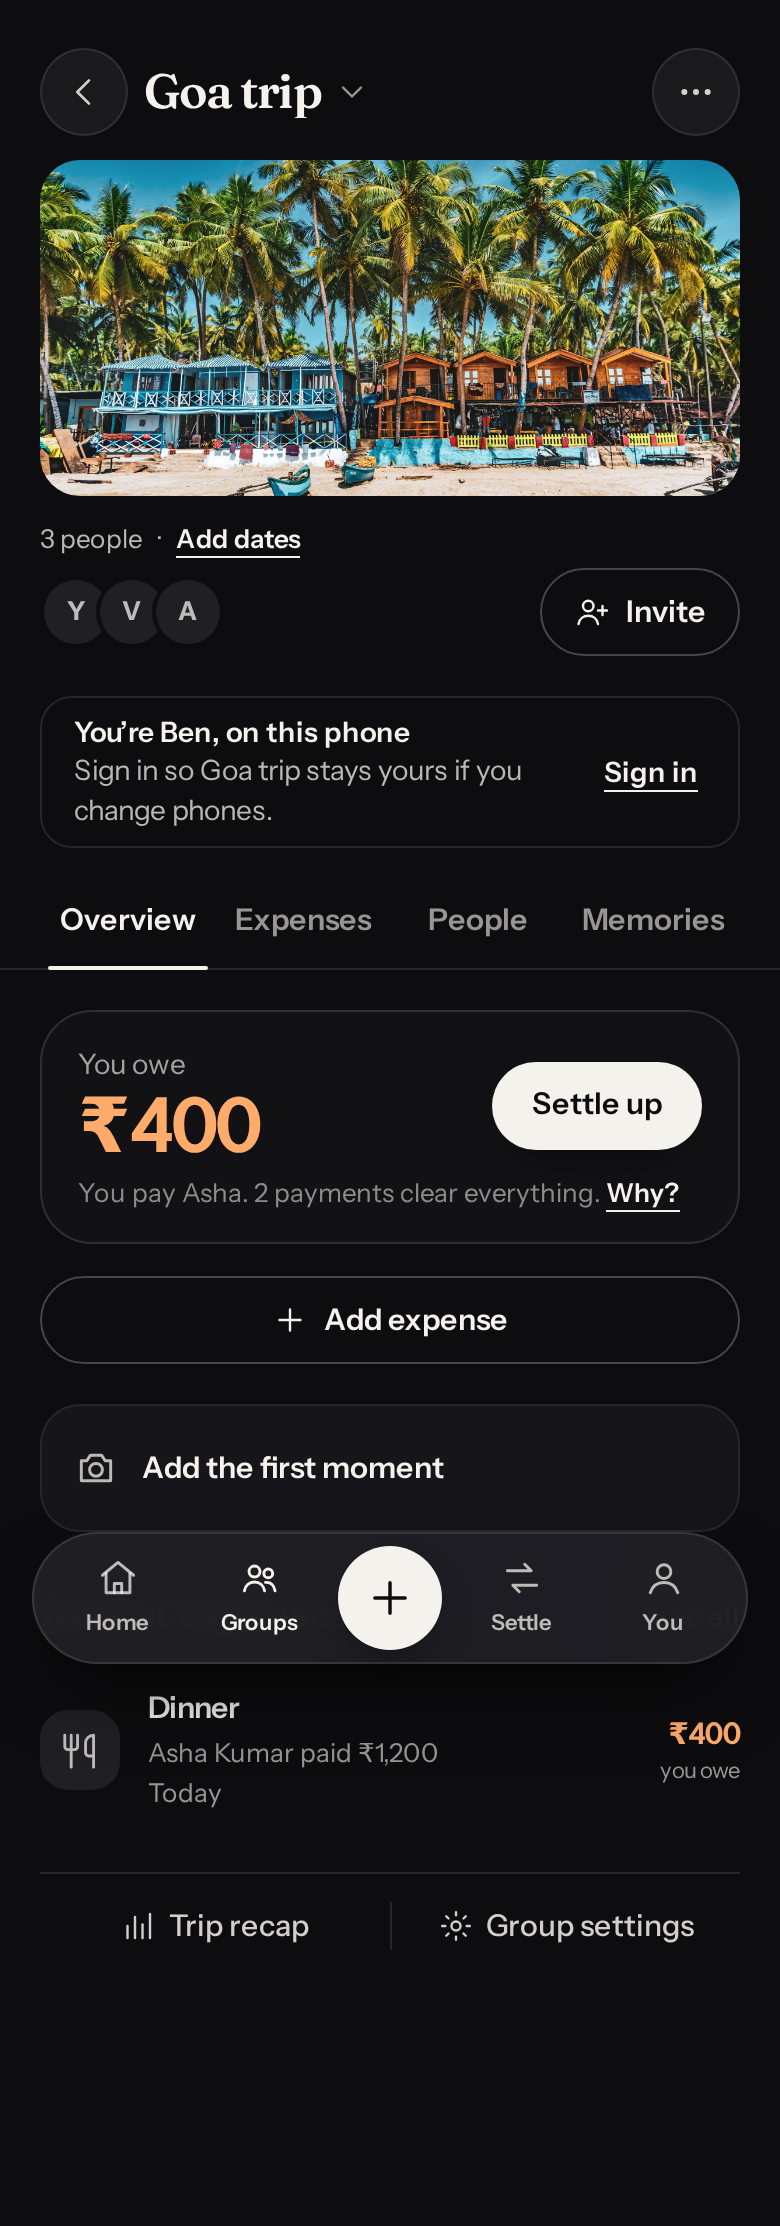 Goa trip
3 people · Add dates
Y V A
Invite
You're Ben, on this phone
Sign in so Goa trip stays yours if you
change phones.
Sign in
Overview Expenses People Memories
You owe
₹400
Settle up
You pay Asha. 2 payments clear everything. Why?
Add expense
Add the first moment
Home Groups Settle You
Dinner
Asha Kumar paid ₹1,200
Today
₹400
you owe
Trip recap
Group settings